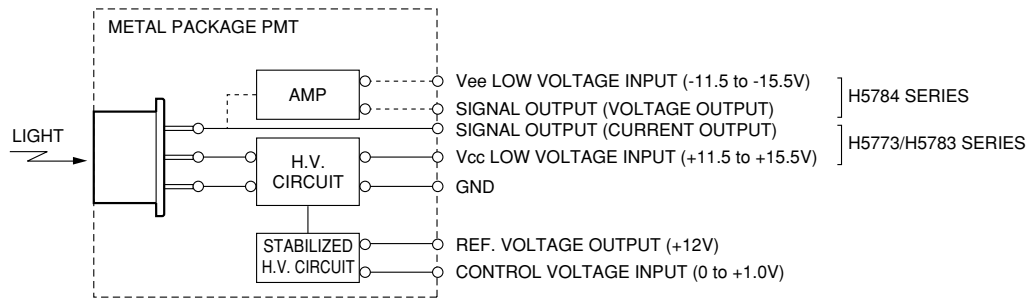 METAL PACKAGE PMT
LIGHT
AMP
H.V.
CIRCUIT
STABILIZED
H.V. CIRCUIT
Vee LOW VOLTAGE INPUT (-11.5 to -15.5V)
SIGNAL OUTPUT (VOLTAGE OUTPUT)
SIGNAL OUTPUT (CURRENT OUTPUT)
Vcc LOW VOLTAGE INPUT (+11.5 to +15.5V)
GND
REF. VOLTAGE OUTPUT (+12V)
CONTROL VOLTAGE INPUT (0 to +1.0V)
H5784 SERIES
H5773/H5783 SERIES